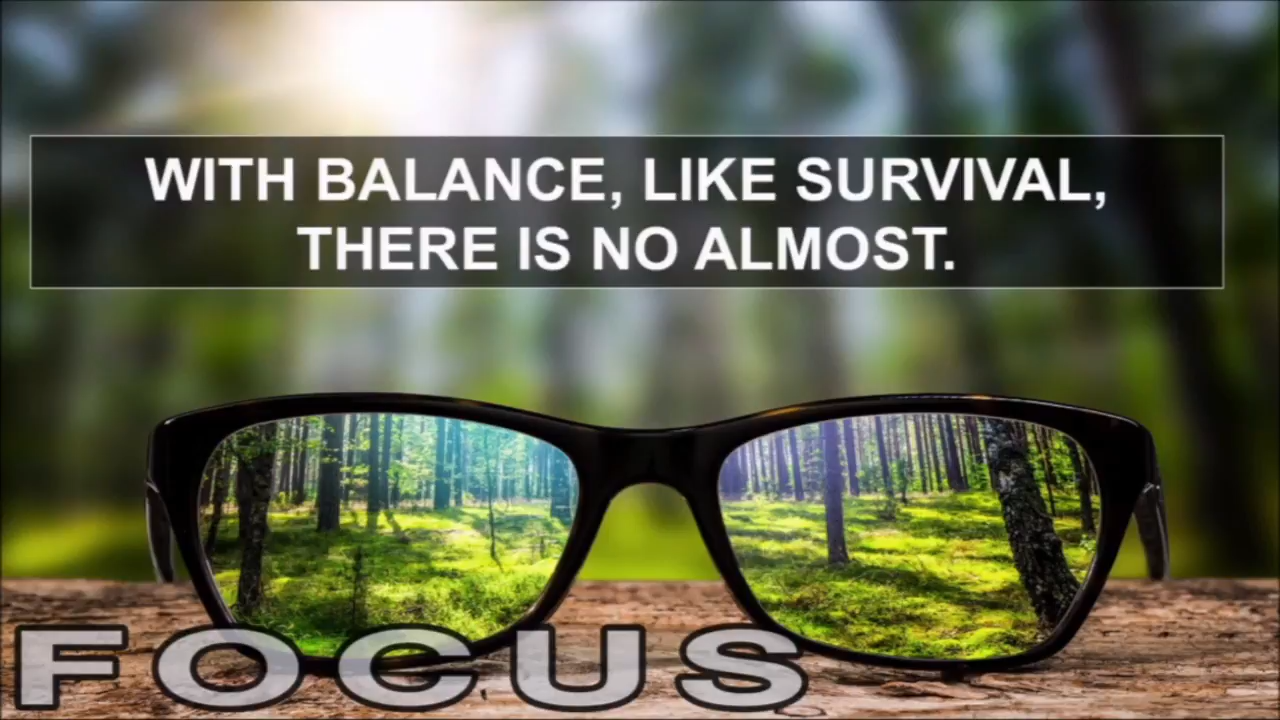 WITH BALANCE, LIKE SURVIVAL,
THERE IS NO ALMOST.
FOCUS